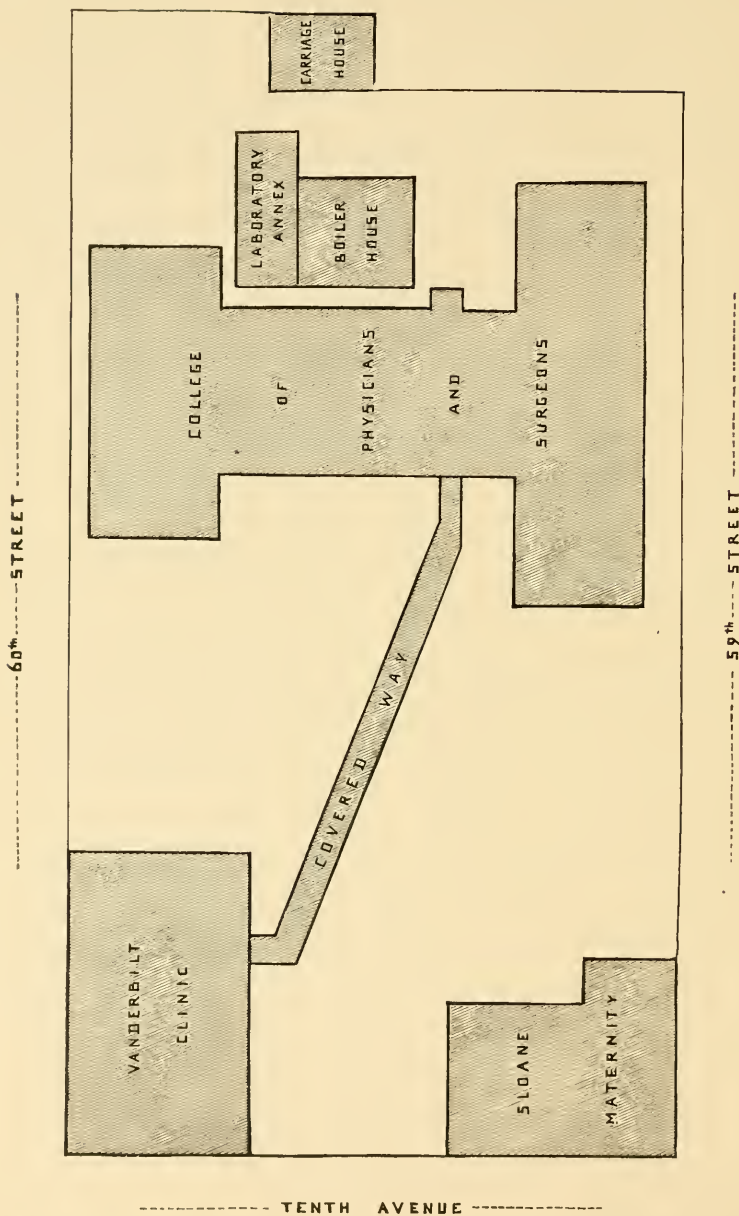 CARRIAGE
HOUSE
LABORATORY
ANNEX
BOILER
HOUSE
COLLEGE
OF
PHYSICIANS
AND
SURGEONS
60th STREET
59th STREET
COVERED WAY
VANDERBILT
CLINIC
SLOANE
MATERNITY
TENTH AVENUE